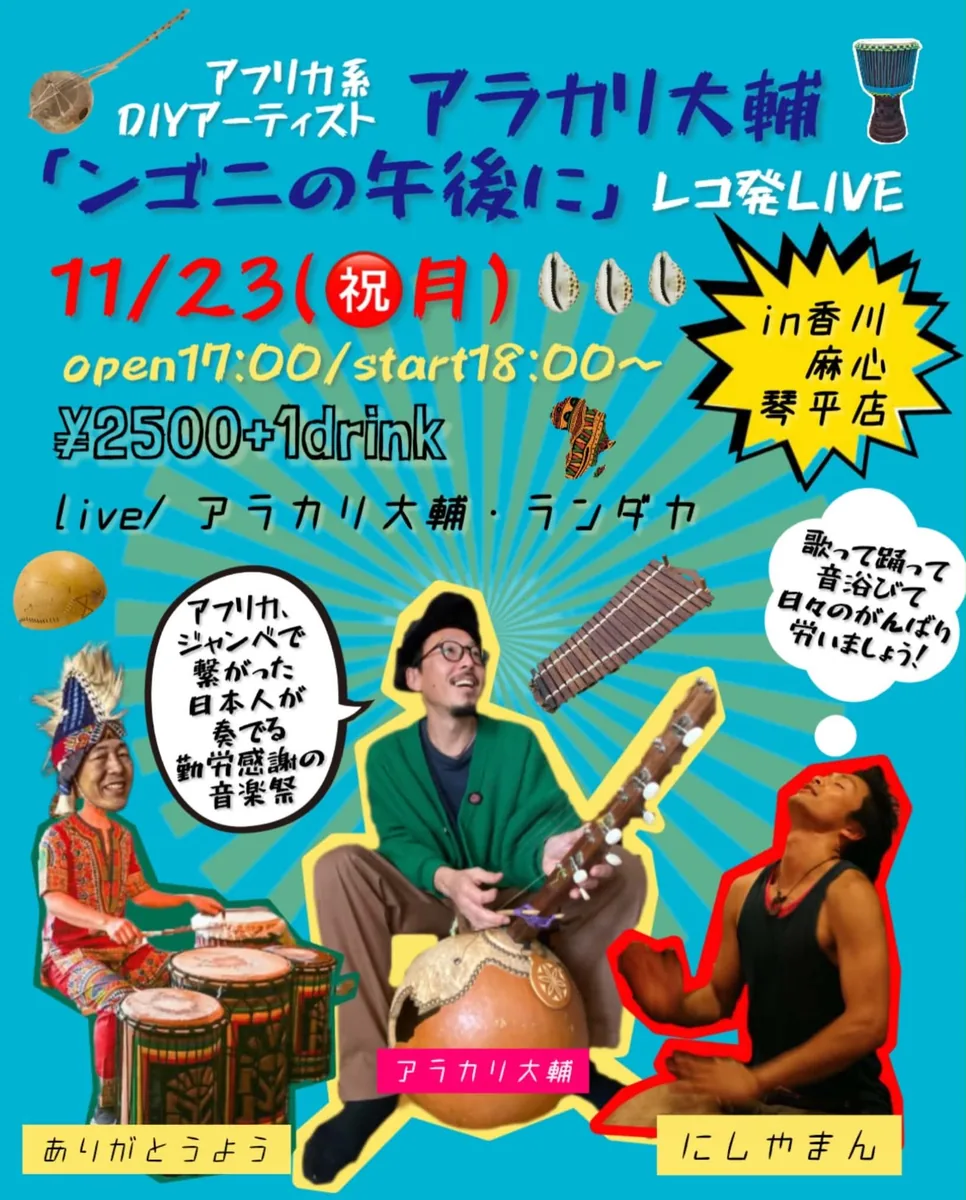 アフリカ系
DIYアーティスト
アラカリ大輔
「ンゴニの午後に」 レコ発LIVE
11/23(㊗月)
open17:00/start18:00〜
¥2500+1drink
live/ アラカリ大輔・ランダヤ
in香川
麻心
琴平店
歌って踊って
音浴びて
日々のがんばり
労いましょう!
アフリカ、
ジャンベで
繋がった
日本人が
奏でる
勤労感謝の
音楽祭
アラカリ大輔
ありがとうよう
にしやまん